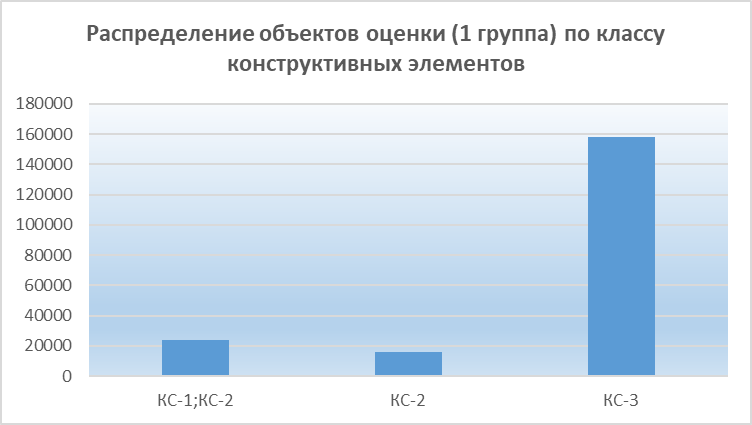 Распределение объектов оценки (1 группа) по классу
конструктивных элементов
180000
160000
140000
120000
100000
80000
60000
40000
20000
0
КС-1;КС-2
КС-2
КС-3